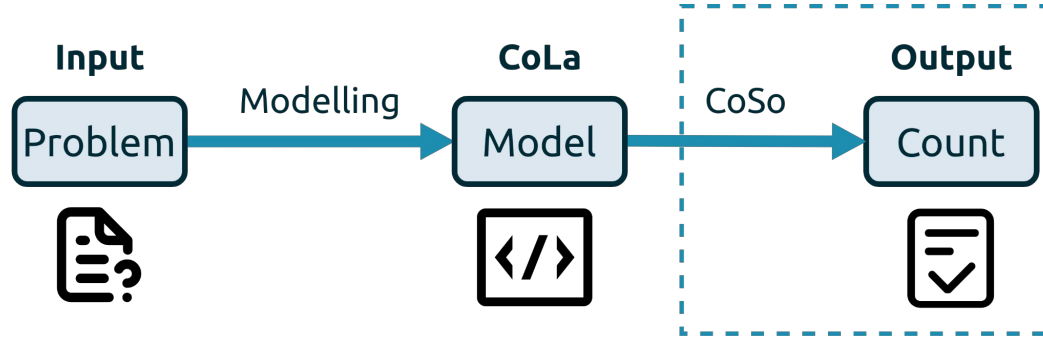 Input
CoLa
Output
Modelling
CoSo
Problem
Model
Count